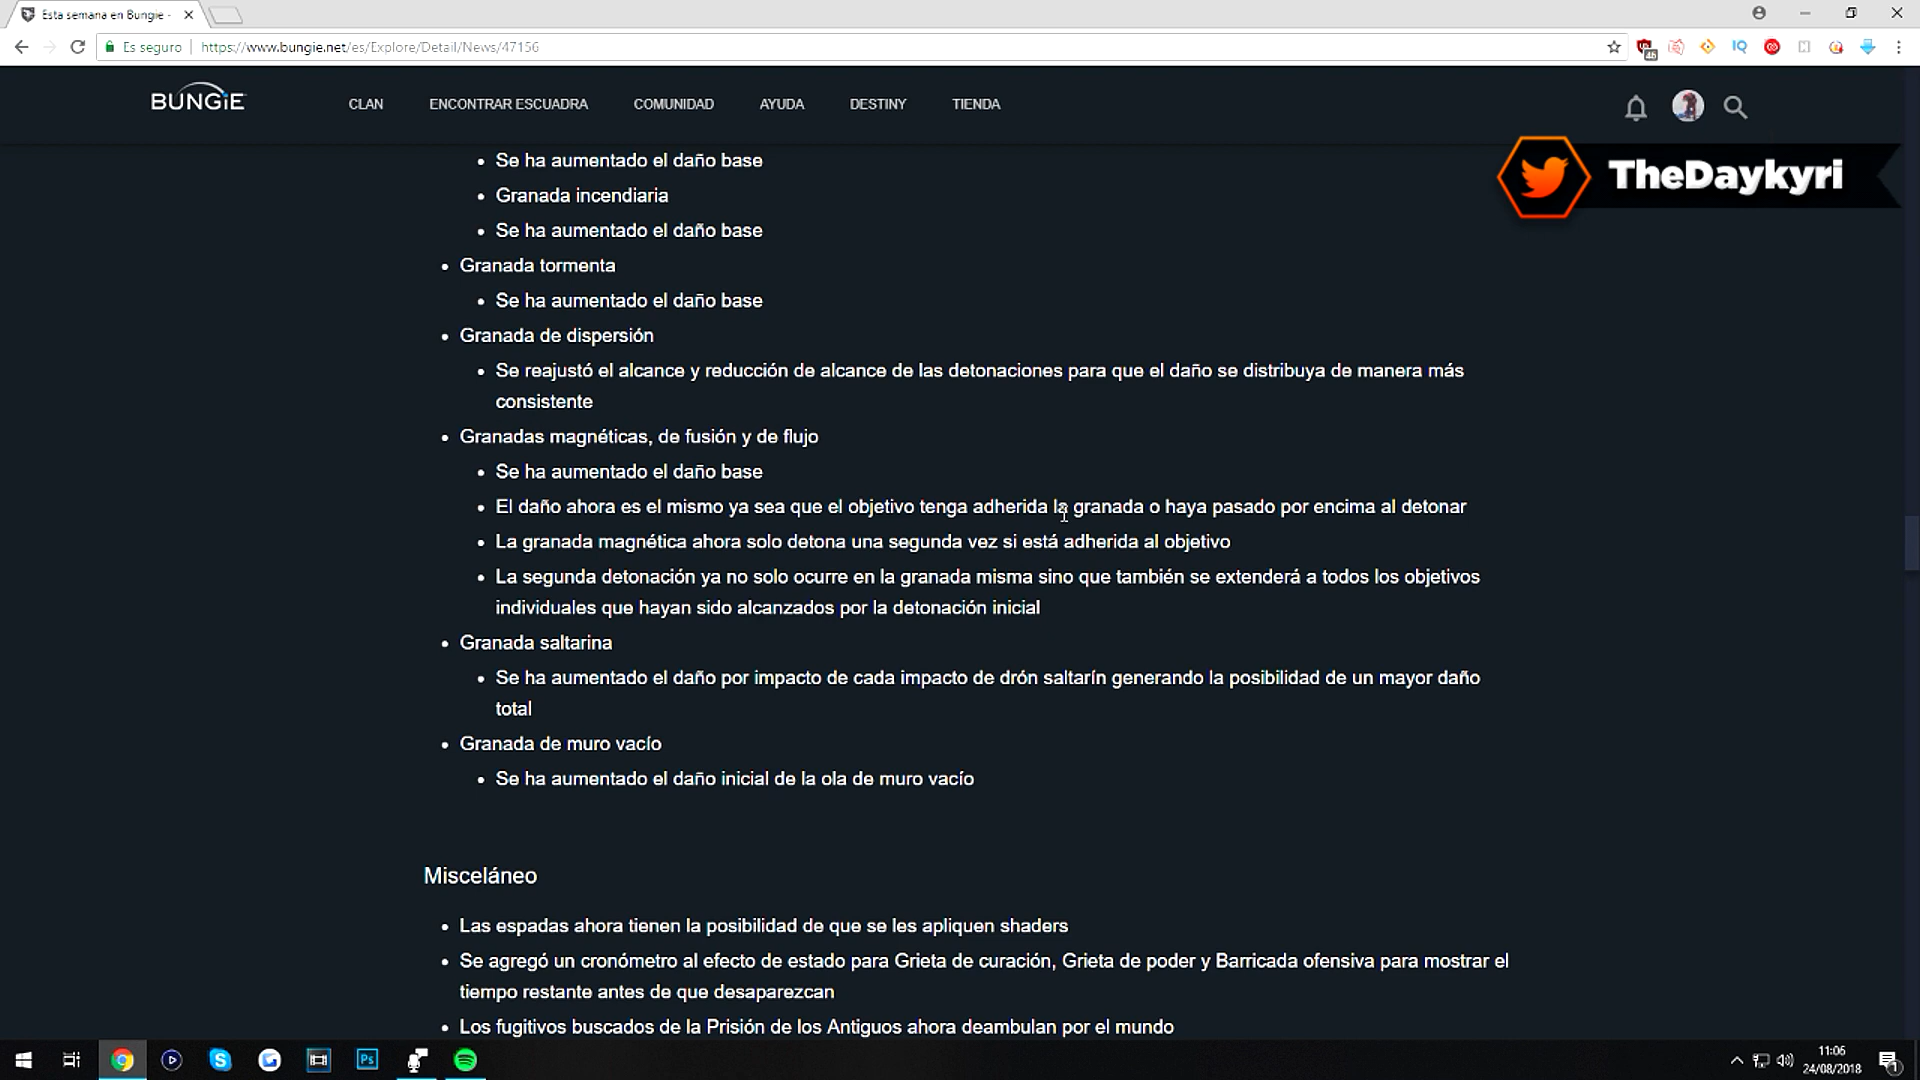 Esta semana en Bungie -
Es seguro
https://www.bungie.net/es/Explore/Detail/News/47156
46
IQ
BUNGiE
CLAN
ENCONTRAR ESCUADRA
COMUNIDAD
AYUDA
DESTINY
TIENDA
TheDaykyri
Se ha aumentado el daño base
Granada incendiaria
Se ha aumentado el daño base
Granada tormenta
Se ha aumentado el daño base
Granada de dispersión
Se reajustó el alcance y reducción de alcance de las detonaciones para que el daño se distribuya de manera más
consistente
Granadas magnéticas, de fusión y de flujo
Se ha aumentado el daño base
El daño ahora es el mismo ya sea que el objetivo tenga adherida la granada o haya pasado por encima al detonar
La granada magnética ahora solo detona una segunda vez si está adherida al objetivo
La segunda detonación ya no solo ocurre en la granada misma sino que también se extenderá a todos los objetivos
individuales que hayan sido alcanzados por la detonación inicial
Granada saltarina
Se ha aumentado el daño por impacto de cada impacto de drón saltarín generando la posibilidad de un mayor daño
total
Granada de muro vacío
Se ha aumentado el daño inicial de la ola de muro vacío
Misceláneo
Las espadas ahora tienen la posibilidad de que se les apliquen shaders
Se agregó un cronómetro al efecto de estado para Grieta de curación, Grieta de poder y Barricada ofensiva para mostrar el
tiempo restante antes de que desaparezcan
Los fugitivos buscados de la Prisión de los Antiguos ahora deambulan por el mundo
Ps
11:06
24/08/2018
1